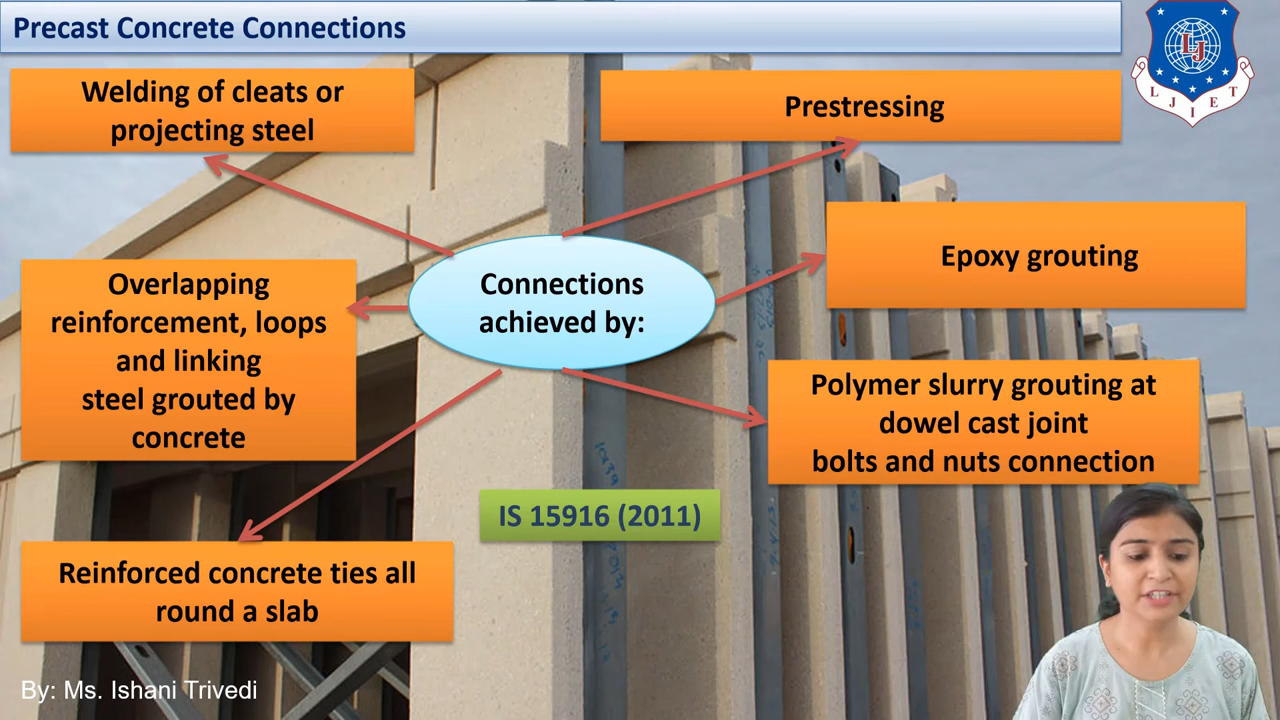 Precast Concrete Connections
Welding of cleats or
projecting steel
Prestressing
Epoxy grouting
Connections
achieved by:
Overlapping
reinforcement, loops
and linking
steel grouted by
concrete
Polymer slurry grouting at
dowel cast joint
bolts and nuts connection
IS 15916 (2011)
Reinforced concrete ties all
round a slab
By: Ms. Ishani Trivedi
LJ
LJIET